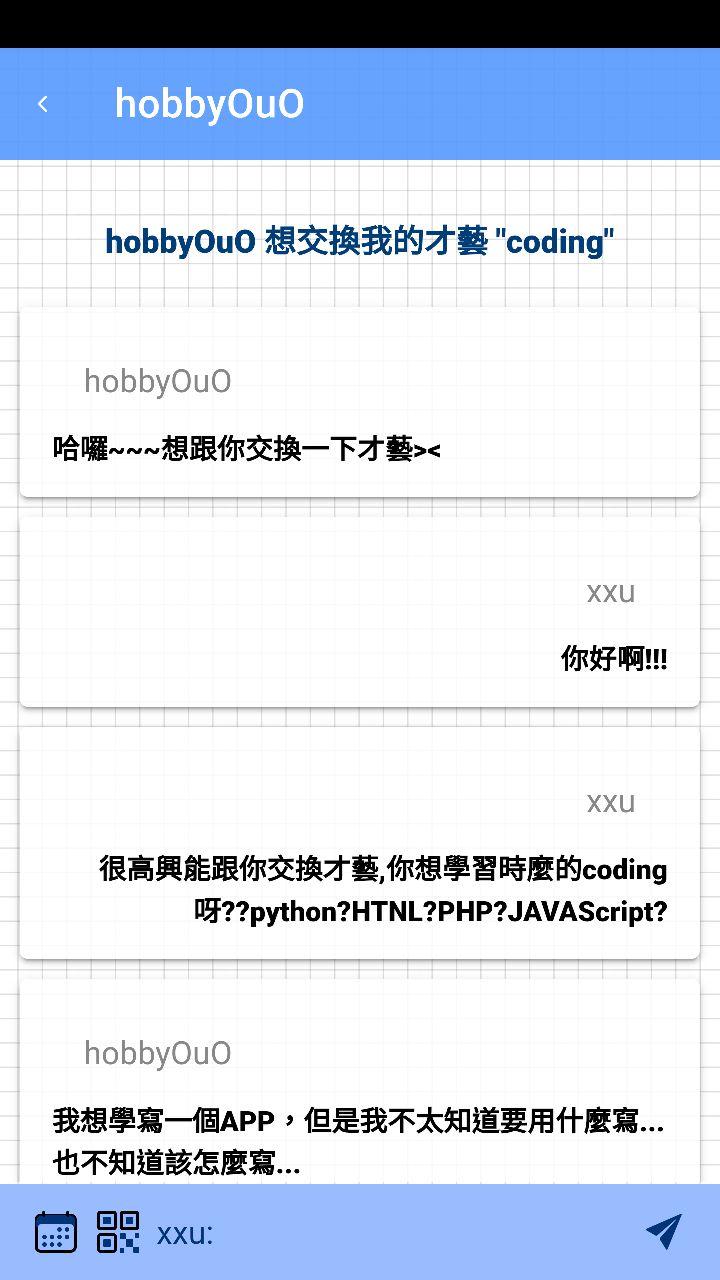 hobbyOuO
hobbyOuO 想交換我的才藝 "coding"
hobbyOuO
哈囉~~~想跟你交換一下才藝><
xxu
你好啊!!!
xxu
很高興能跟你交換才藝,你想學習時麼的coding
呀??python?HTNL?PHP?JAVAScript?
hobbyOuO
我想學寫一個APP，但是我不太知道要用什麼寫...
也不知道該怎麼寫...
xxu: